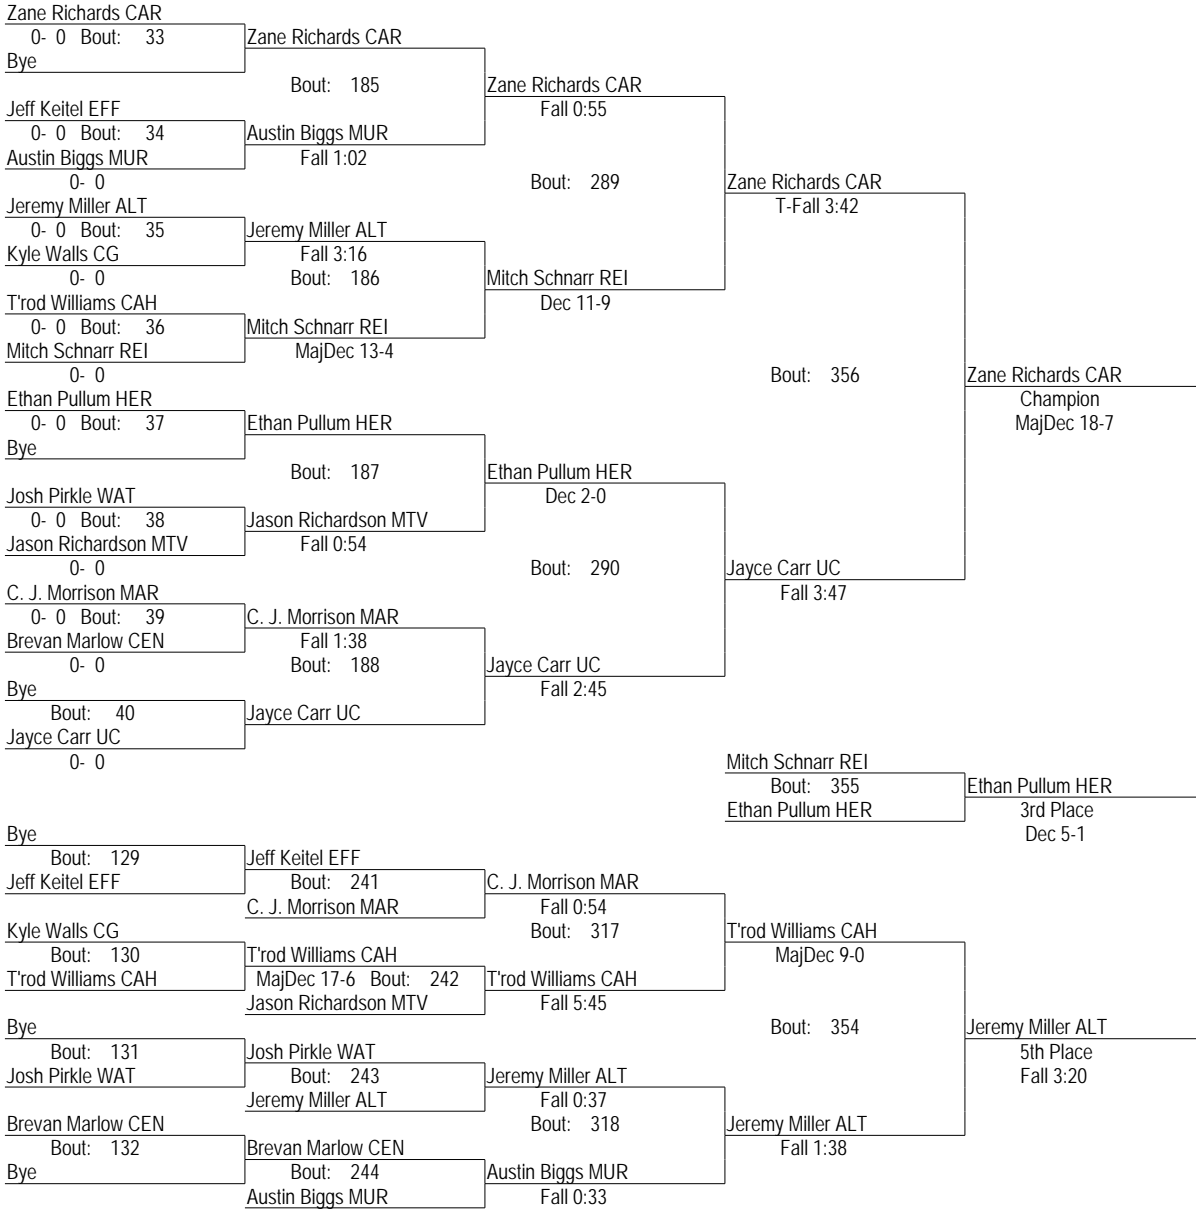 Zane Richards CAR
0- 0 Bout: 33
Zane Richards CAR
Bye
Bout: 185
Zane Richards CAR
Jeff Keitel EFF
Fall 0:55
0- 0 Bout: 34
Austin Biggs MUR
Austin Biggs MUR
Fall 1:02
0- 0
Bout: 289
Zane Richards CAR
Jeremy Miller ALT
T-Fall 3:42
0- 0 Bout: 35
Jeremy Miller ALT
Kyle Walls CG
Fall 3:16
0- 0
Bout: 186
Mitch Schnarr REI
T'rod Williams CAH
Dec 11-9
0- 0 Bout: 36
Mitch Schnarr REI
Mitch Schnarr REI
MajDec 13-4
0- 0
Bout: 356
Zane Richards CAR
Ethan Pullum HER
Champion
0- 0 Bout: 37
Ethan Pullum HER
MajDec 18-7
Bye
Bout: 187
Ethan Pullum HER
Josh Pirkle WAT
Dec 2-0
0- 0 Bout: 38
Jason Richardson MTV
Jason Richardson MTV
Fall 0:54
0- 0
Bout: 290
Jayce Carr UC
C. J. Morrison MAR
Fall 3:47
0- 0 Bout: 39
C. J. Morrison MAR
Brevan Marlow CEN
Fall 1:38
0- 0
Bout: 188
Jayce Carr UC
Bye
Fall 2:45
Bout: 40
Jayce Carr UC
Jayce Carr UC
0- 0
Mitch Schnarr REI
Bout: 355
Ethan Pullum HER
Ethan Pullum HER
3rd Place
Bye
Dec 5-1
Bout: 129
Jeff Keitel EFF
Jeff Keitel EFF
Bout: 241
C. J. Morrison MAR
C. J. Morrison MAR
Fall 0:54
Kyle Walls CG
Bout: 317
T'rod Williams CAH
Bout: 130
T'rod Williams CAH
MajDec 9-0
T'rod Williams CAH
MajDec 17-6 Bout: 242
T'rod Williams CAH
Jason Richardson MTV
Fall 5:45
Bye
Bout: 354
Jeremy Miller ALT
Bout: 131
Josh Pirkle WAT
5th Place
Josh Pirkle WAT
Bout: 243
Jeremy Miller ALT
Fall 3:20
Jeremy Miller ALT
Fall 0:37
Brevan Marlow CEN
Bout: 318
Jeremy Miller ALT
Bout: 132
Brevan Marlow CEN
Fall 1:38
Bye
Bout: 244
Austin Biggs MUR
Austin Biggs MUR
Fall 0:33